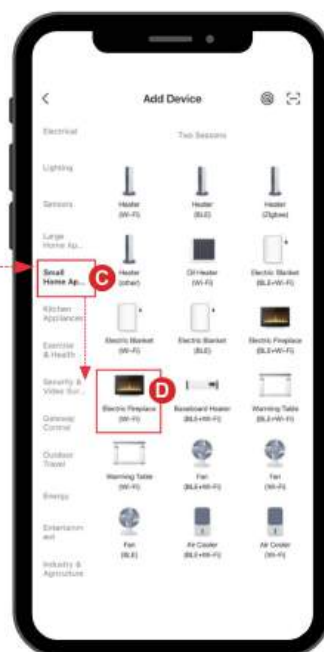 Add Device
Electrical
Lighting
Sensors
Large
Home Ap...
Small
Home Ap...
C
Kitchen
Appliances
Exercise
& Health
Security &
Video Sur...
Gateway
Control
Outdoor
Travel
Energy
Entertainm
ent
Industry &
Agriculture
Two Seasons
Heater
(Wi-Fi)
Heater
(BLE)
Heater
(Zigbee)
Heater
(other)
Oil Heater
(Wi-Fi)
Electric Blanket
(BLE+Wi-Fi)
Electric Blanket
(Wi-Fi)
Electric Blanket
(BLE)
Electric Fireplace
(BLE+Wi-Fi)
D
Electric Fireplace
(Wi-Fi)
Baseboard Heater
(BLE+Wi-Fi)
Warming Table
(BLE+Wi-Fi)
Warming Table
(Wi-Fi)
Fan
(BLE+Wi-Fi)
Fan
(Wi-Fi)
Fan
(BLE)
Air Cooler
(BLE+Wi-Fi)
Air Cooler
(Wi-Fi)